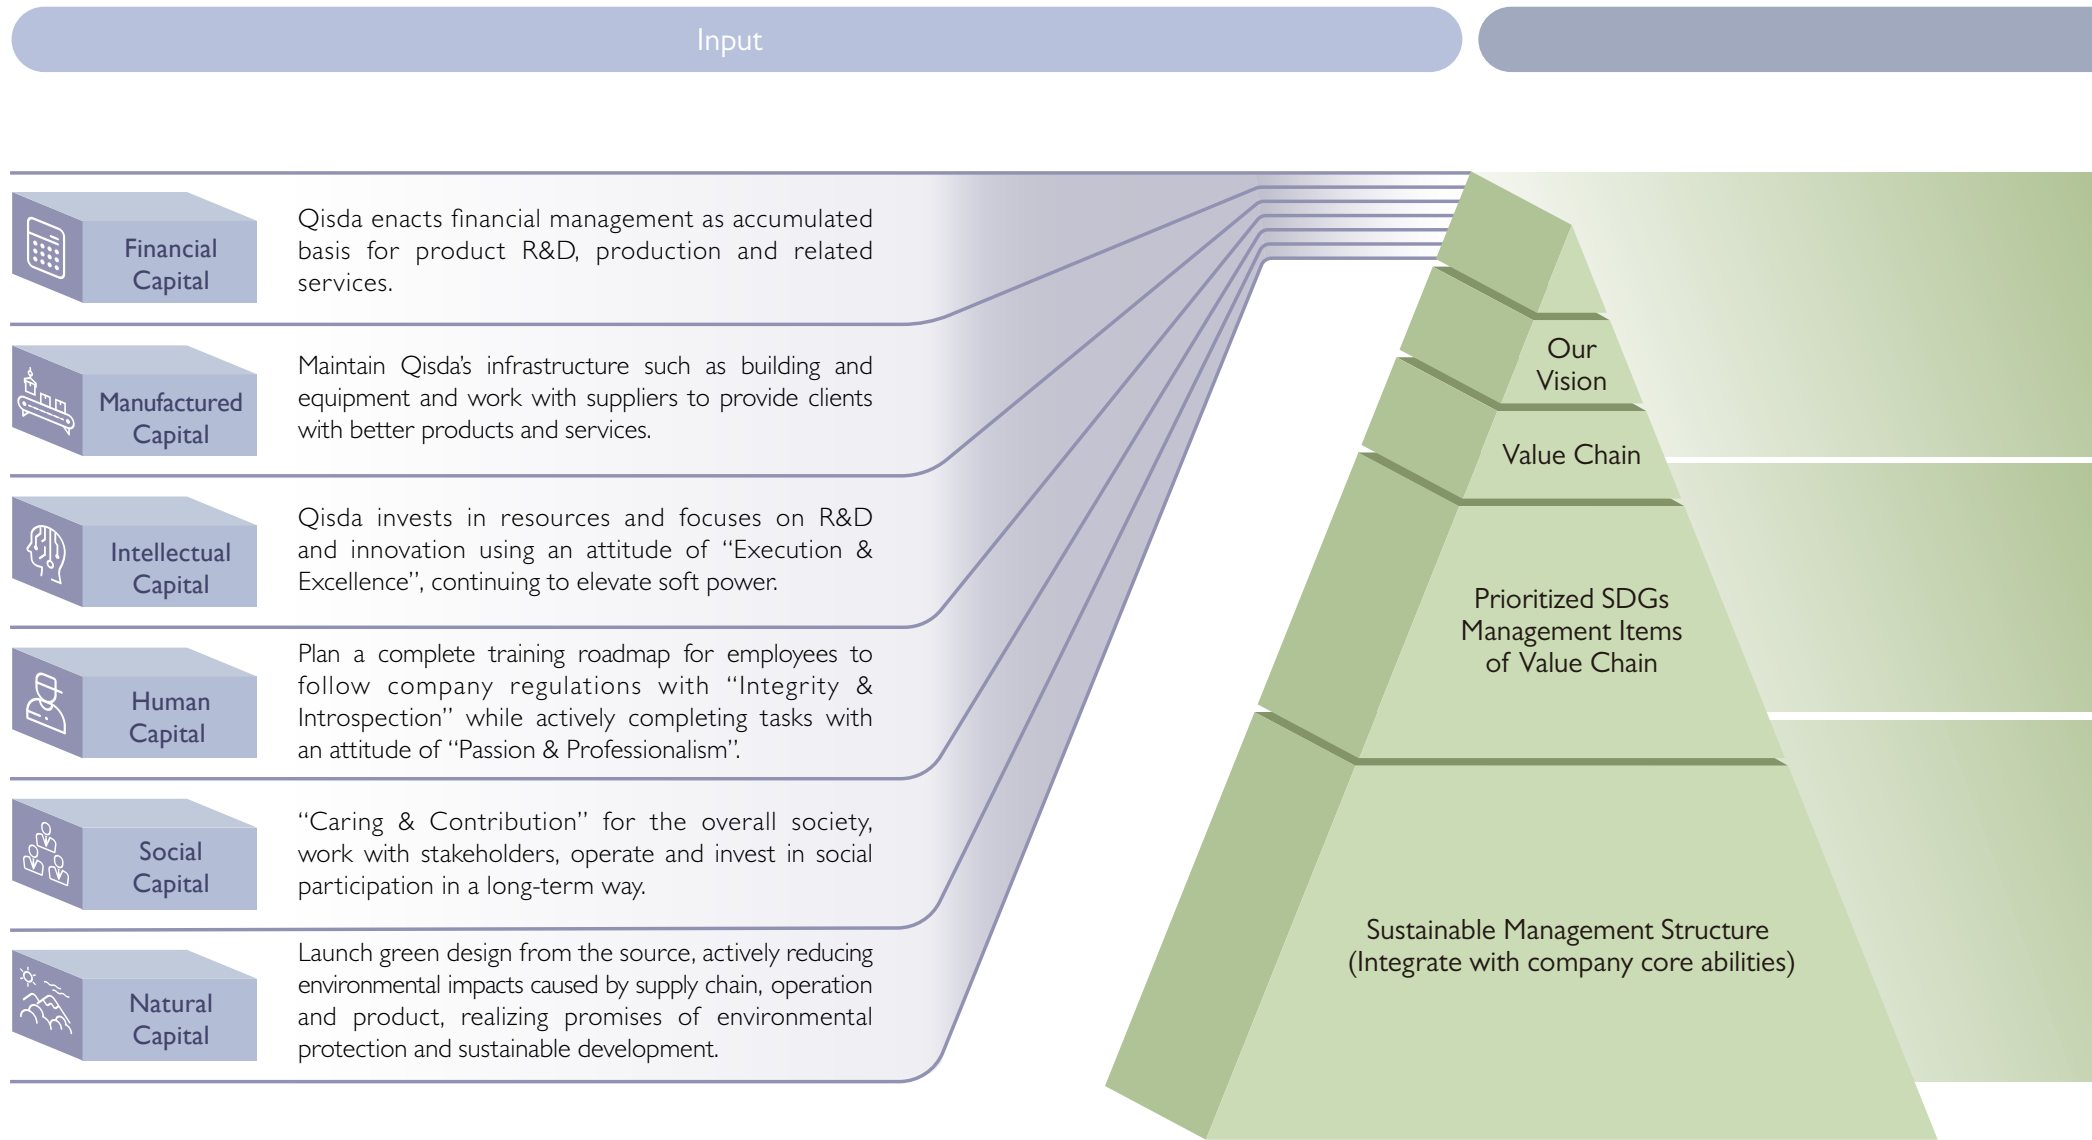 Input
Financial
Capital
Qisda enacts financial management as accumulated
basis for product R&D, production and related
services.
Manufactured
Capital
Maintain Qisda's infrastructure such as building and
equipment and work with suppliers to provide clients
with better products and services.
Intellectual
Capital
Qisda invests in resources and focuses on R&D
and innovation using an attitude of “Execution &
Excellence”, continuing to elevate soft power.
Human
Capital
Plan a complete training roadmap for employees to
follow company regulations with “Integrity &
Introspection” while actively completing tasks with
an attitude of “Passion & Professionalism”.
Social
Capital
“Caring & Contribution” for the overall society,
work with stakeholders, operate and invest in social
participation in a long-term way.
Natural
Capital
Launch green design from the source, actively reducing
environmental impacts caused by supply chain, operation
and product, realizing promises of environmental
protection and sustainable development.
Our
Vision
Value Chain
Prioritized SDGs
Management Items
of Value Chain
Sustainable Management Structure
(Integrate with company core abilities)